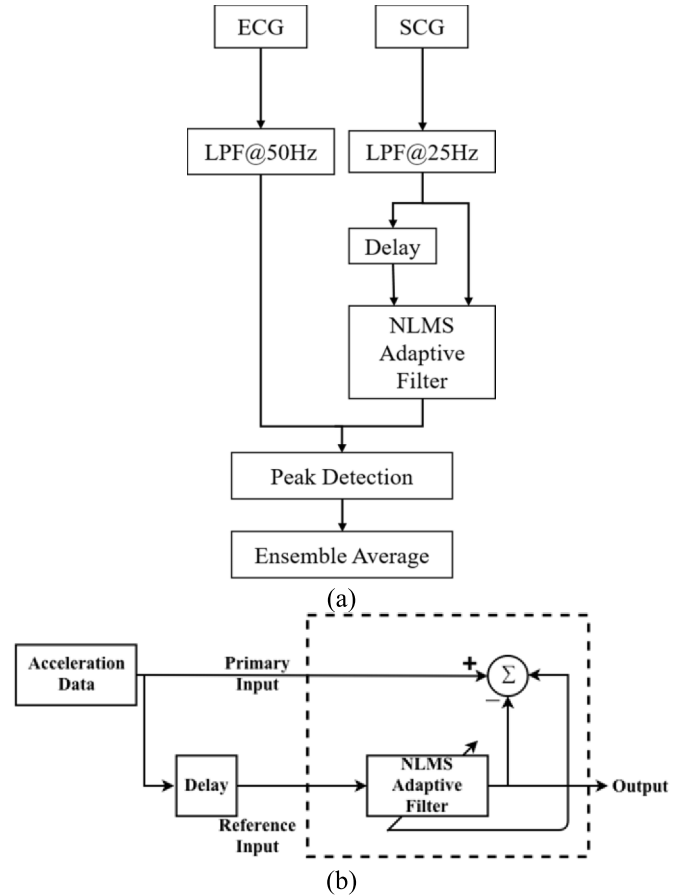 ECG
SCG
LPF@50Hz
LPF@25Hz
Delay
NLMS
Adaptive
Filter
Peak Detection
Ensemble Average
(a)
Acceleration
Data
Primary
Input
+
Σ
−
Delay
Reference
Input
NLMS
Adaptive
Filter
Output
(b)